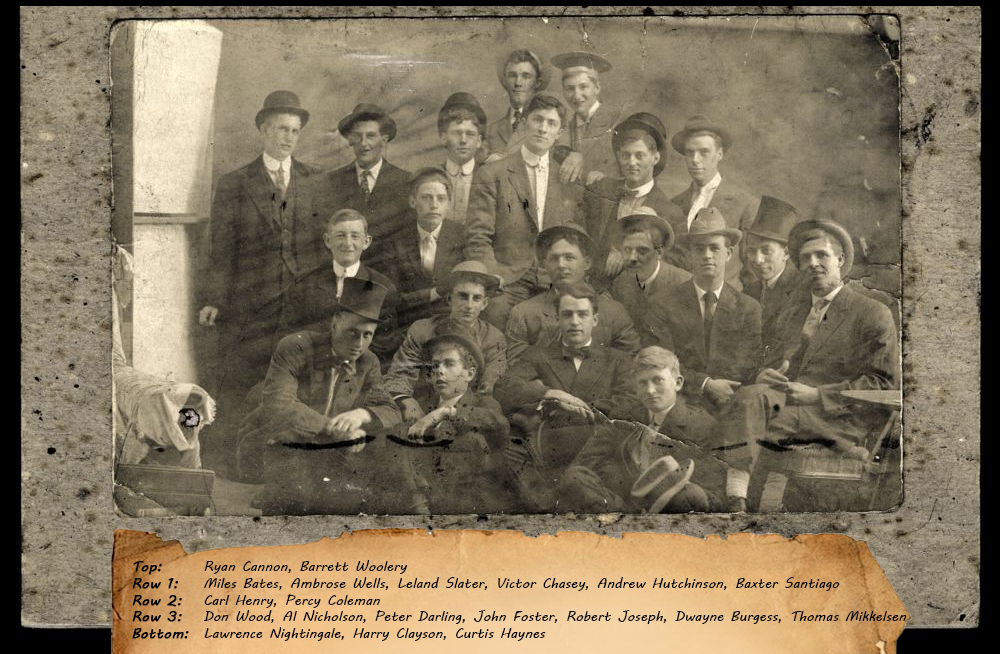 Top: Ryan Cannon, Barrett Woolery
Row 1: Miles Bates, Ambrose Wells, Leland Slater, Victor Chasey, Andrew Hutchinson, Baxter Santiago
Row 2: Carl Henry, Percy Coleman
Row 3: Don Wood, Al Nicholson, Peter Darling, John Foster, Robert Joseph, Dwayne Burgess, Thomas Mikkelsen
Bottom: Lawrence Nightingale, Harry Clayson, Curtis Haynes